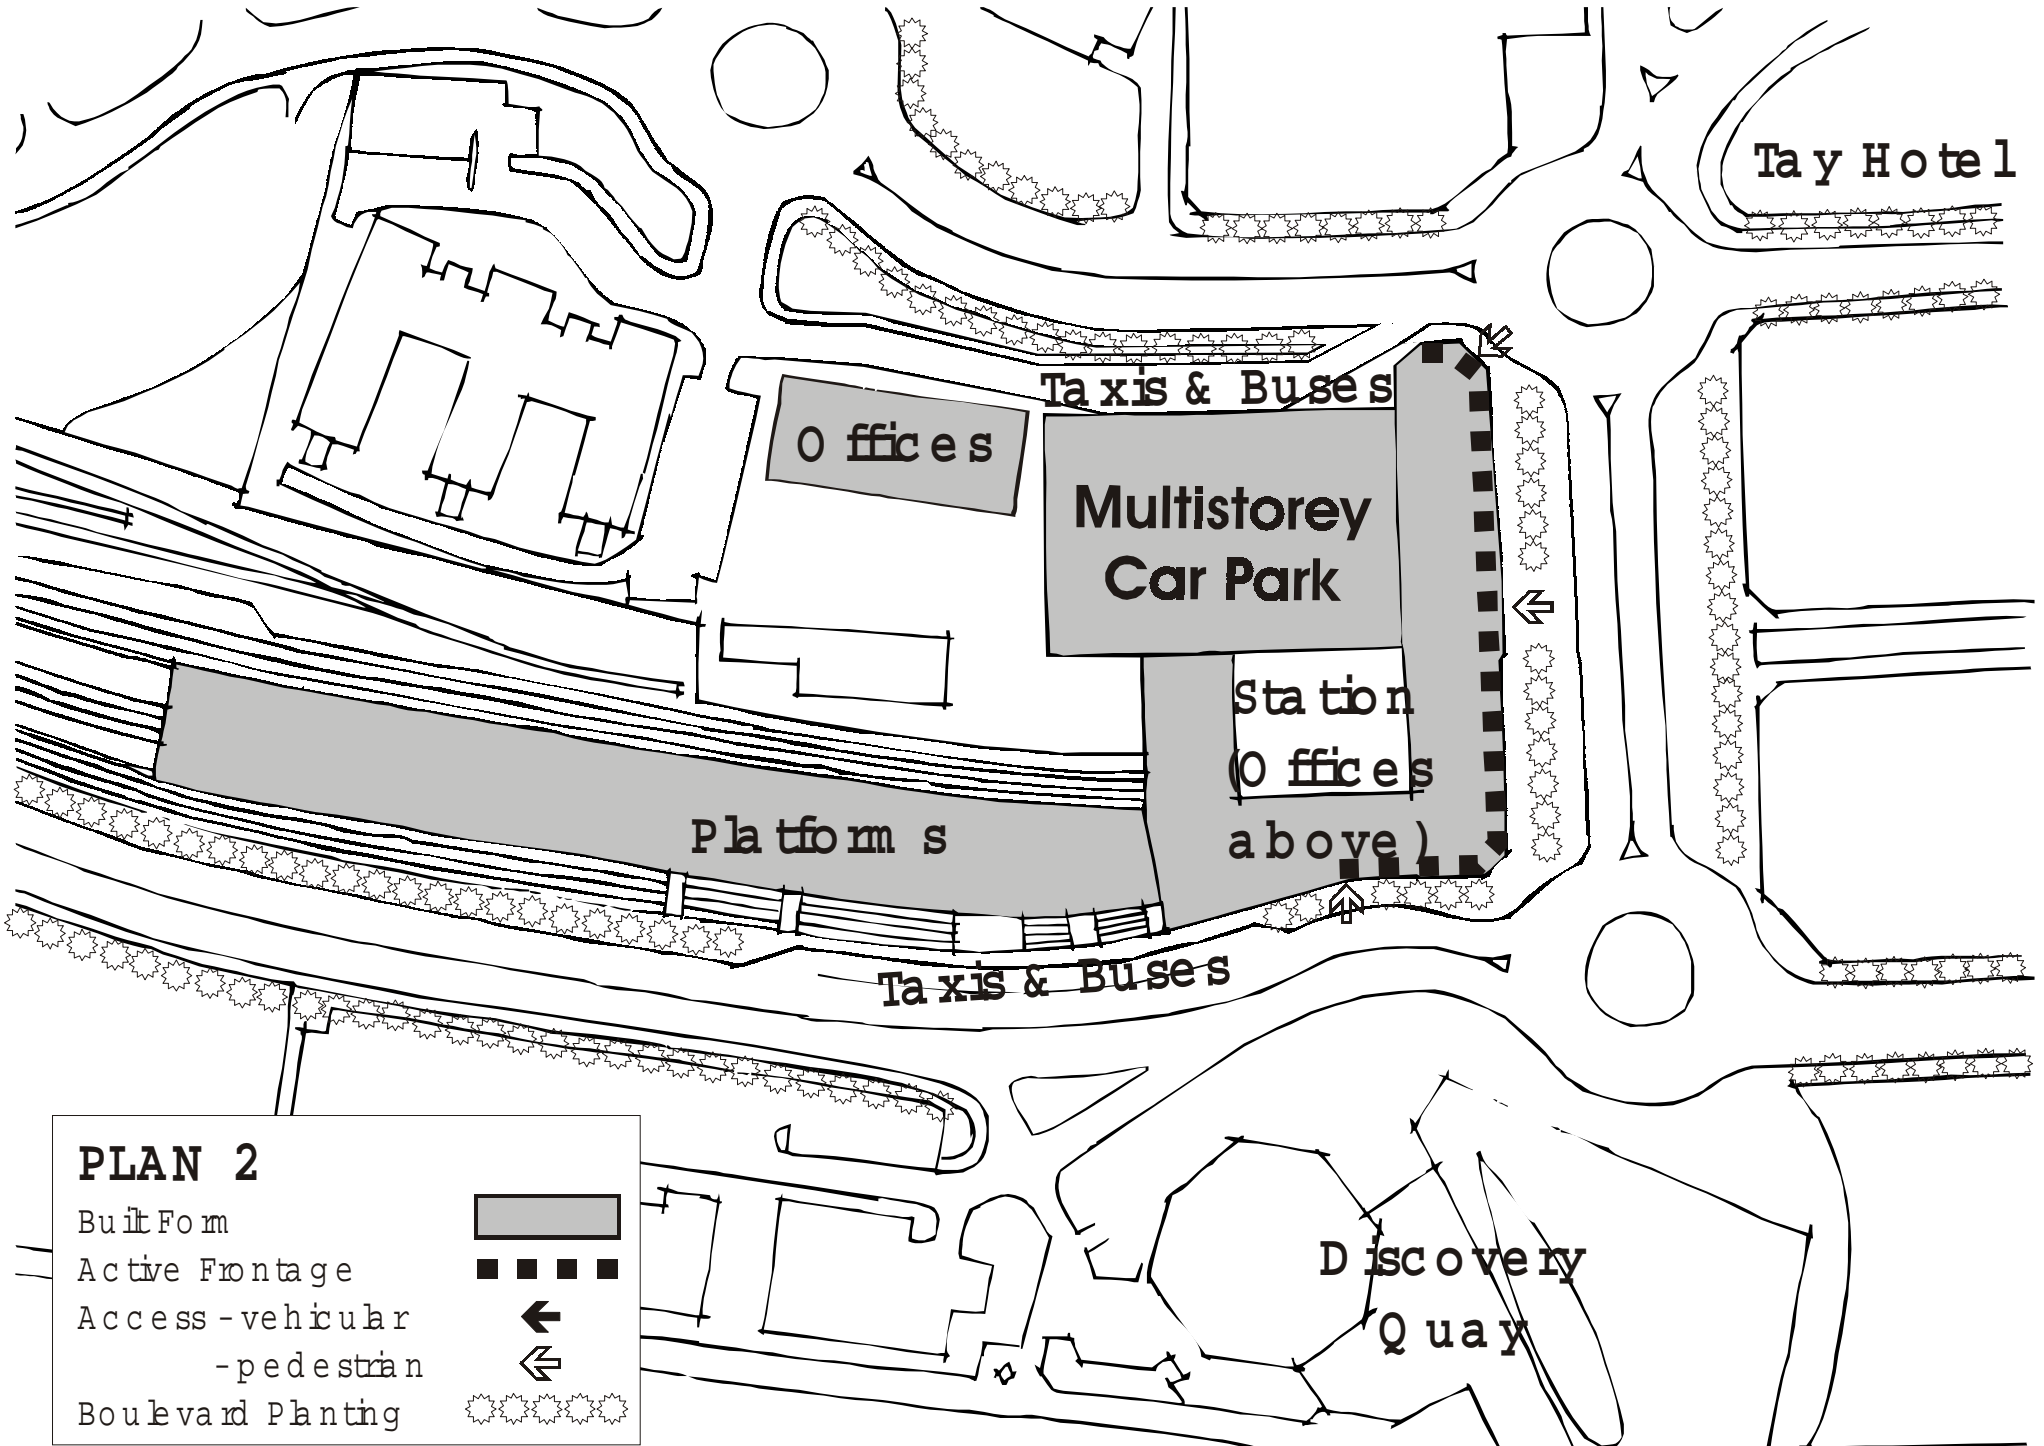 Tay Hotel
Taxis & Buses
Offices
Multistorey
Car Park
Station
(Offices
above)
Platforms
Taxis & Buses
Discovery
Quay
PLAN 2
Built Form
Active Frontage
Access - vehicular
- pedestrian
Boulevard Planting